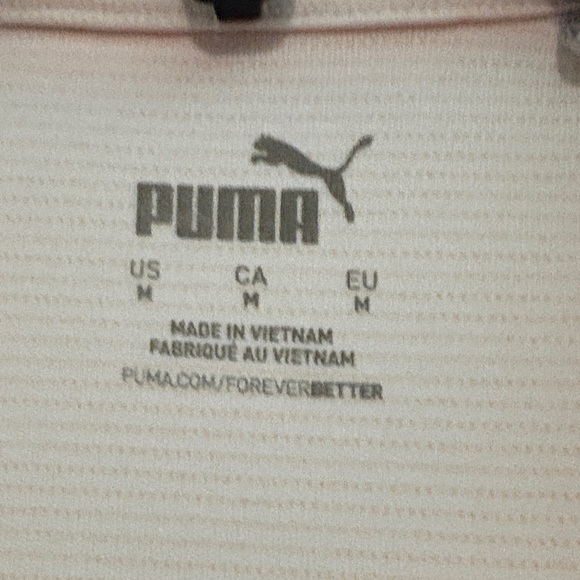 PUMA
US CA EU
M M M
MADE IN VIETNAM
FABRIQUÉ AU VIETNAM
PUMA.COM/FOREVERBETTER